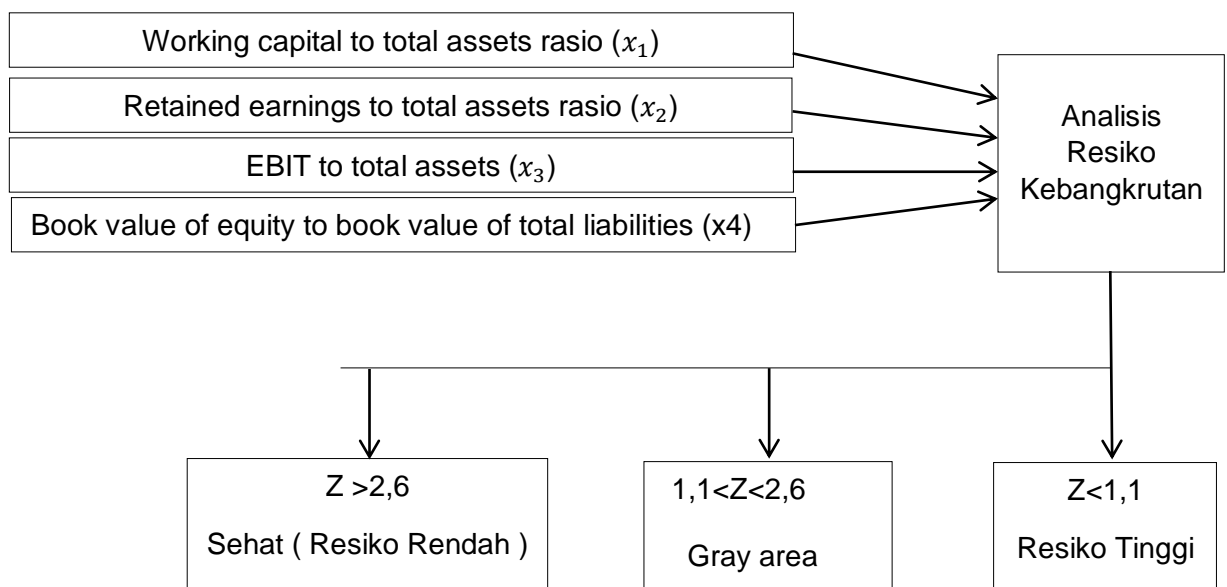 Working capital to total assets rasio (𝑥₁)
Retained earnings to total assets rasio (𝑥₂)
EBIT to total assets (𝑥₃)
Book value of equity to book value of total liabilities (x4)
Analisis
Resiko
Kebangkrutan
Z >2,6
Sehat ( Resiko Rendah )
1,1<Z<2,6
Gray area
Z<1,1
Resiko Tinggi